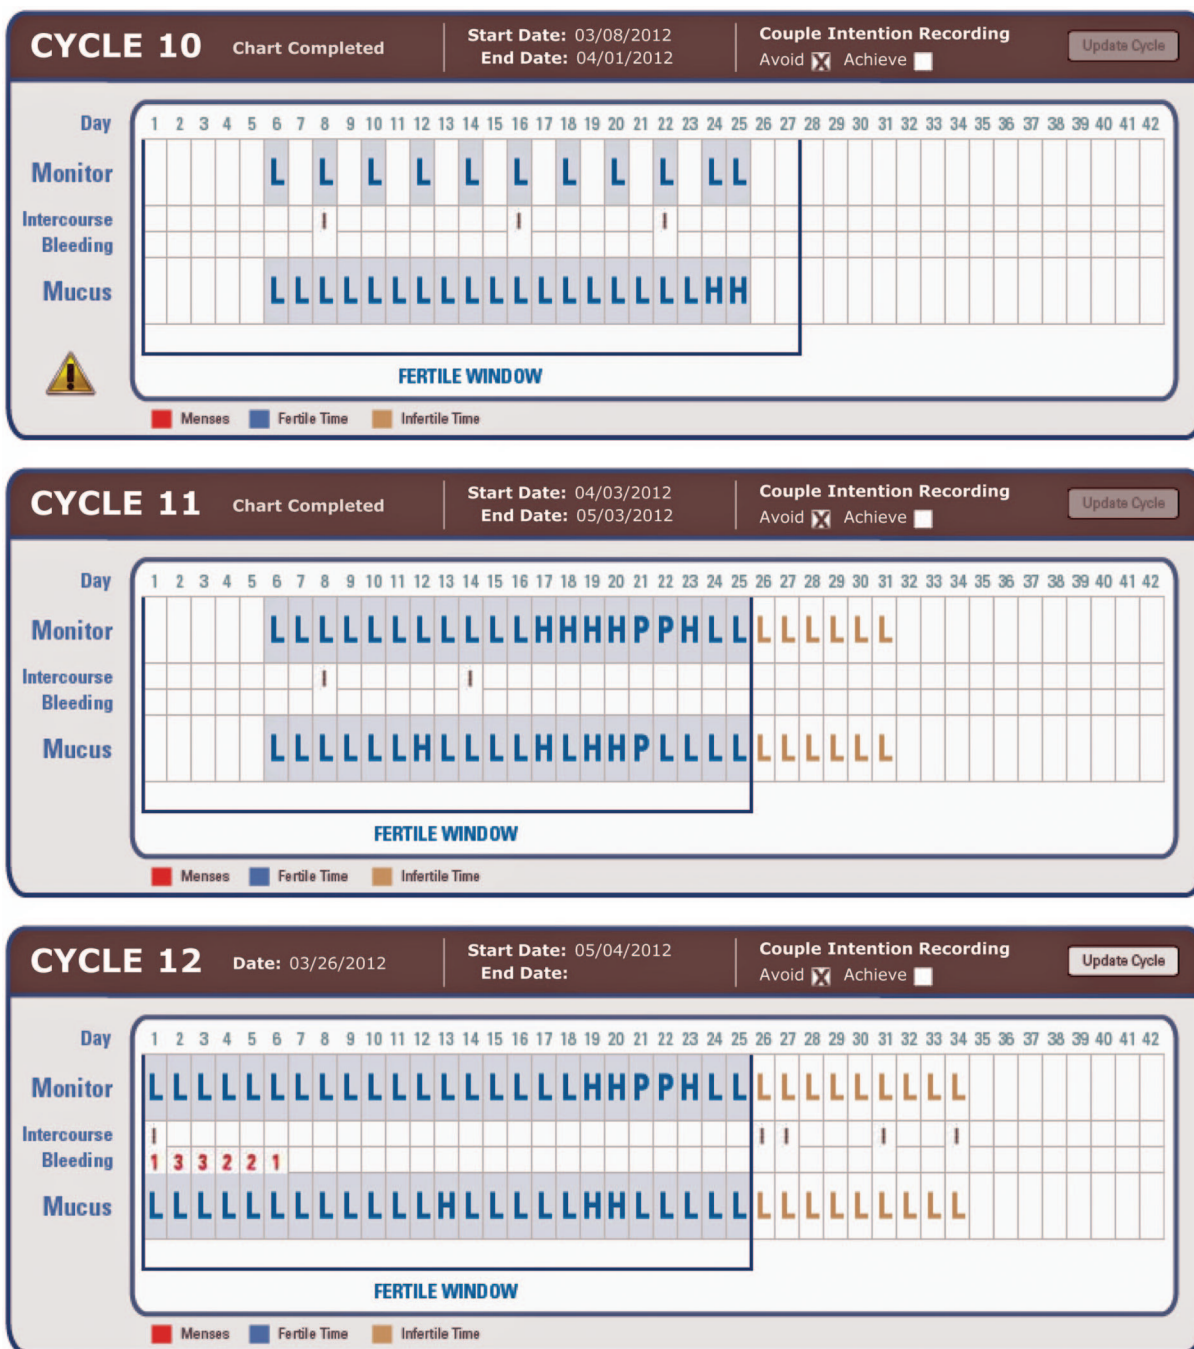 CYCLE 10 Chart Completed Start Date: 03/08/2012 Couple Intention Recording Update Cycle
End Date: 04/01/2012 Avoid X Achieve
Day 1 2 3 4 5 6 7 8 9 10 11 12 13 14 15 16 17 18 19 20 21 22 23 24 25 26 27 28 29 30 31 32 33 34 35 36 37 38 39 40 41 42
Monitor L L L L L L L L L L L
Intercourse I I I
Bleeding
Mucus L L L L L L L L L L L L L L L L L L H H
FERTILE WINDOW
Menses Fertile Time Infertile Time
CYCLE 11 Chart Completed Start Date: 04/03/2012 Couple Intention Recording Update Cycle
End Date: 05/03/2012 Avoid X Achieve
Day 1 2 3 4 5 6 7 8 9 10 11 12 13 14 15 16 17 18 19 20 21 22 23 24 25 26 27 28 29 30 31 32 33 34 35 36 37 38 39 40 41 42
Monitor L L L L L L L L L L L H H H H P P H L L L L L L L L
Intercourse I I
Bleeding
Mucus L L L L L L H L L L L H L H H P L L L L L L L L L L
FERTILE WINDOW
Menses Fertile Time Infertile Time
CYCLE 12 Date: 03/26/2012 Start Date: 05/04/2012 Couple Intention Recording Update Cycle
End Date: Avoid X Achieve
Day 1 2 3 4 5 6 7 8 9 10 11 12 13 14 15 16 17 18 19 20 21 22 23 24 25 26 27 28 29 30 31 32 33 34 35 36 37 38 39 40 41 42
Monitor L L L L L L L L L L L L L L L L L L H H P P H L L L L L L L L L L L
Intercourse I I I I I
Bleeding 1 3 3 2 2 1
Mucus L L L L L L L L L L L L H L L L L L H H L L L L L L L L L L L L L L
FERTILE WINDOW
Menses Fertile Time Infertile Time